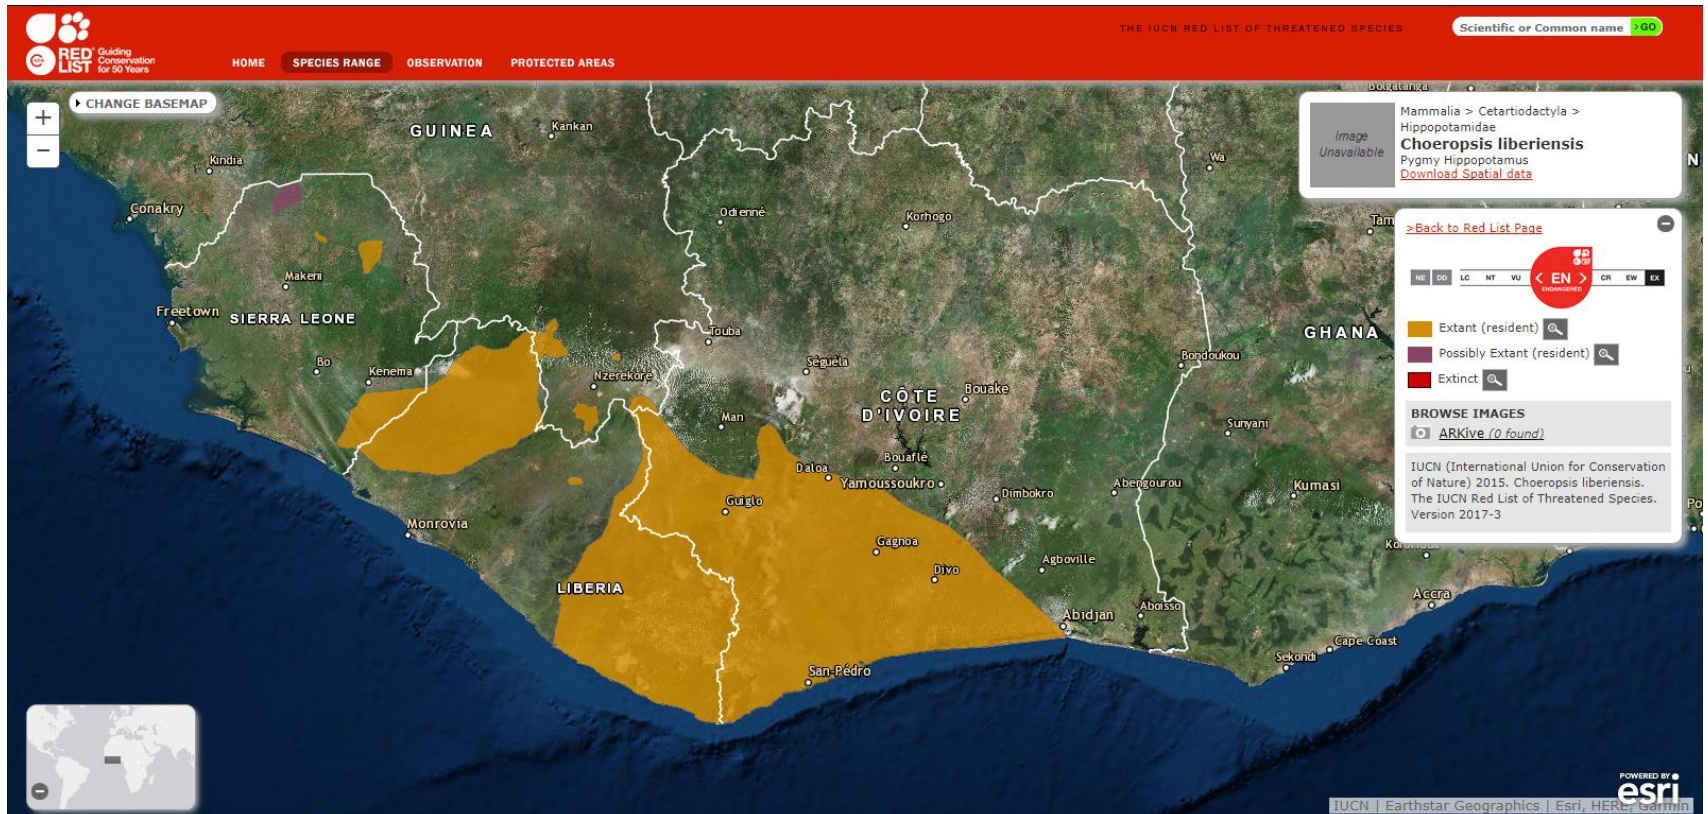 RED LIST
Guiding
Conservation
for 50 Years
HOME
SPECIES RANGE
OBSERVATION
PROTECTED AREAS
THE IUCN RED LIST OF THREATENED SPECIES
Scientific or Common name
>GO
CHANGE BASEMAP
+
−
Image
Unavailable
Mammalia > Cetartiodactyla >
Hippopotamidae
Choeropsis liberiensis
Pygmy Hippopotamus
Download Spatial data
>Back to Red List Page
NE DD LC NT VU < EN > CR EW EX
ENDANGERED
Extant (resident)
Possibly Extant (resident)
Extinct
BROWSE IMAGES
ARKive (0 found)
IUCN (International Union for Conservation
of Nature) 2015. Choeropsis liberiensis.
The IUCN Red List of Threatened Species.
Version 2017-3
Bolgatanga
GUINEA
Kankan
Kindia
Wa
Conakry
Odienné
Korhogo
Tam
Makeni
Freetown
SIERRA LEONE
Touba
GHANA
Bo
Kenema
Nzerekore
Séguéla
Bondoukou
CÔTE
D'IVOIRE
Bouake
Man
Sunyani
Bouaflé
Daloa
Yamoussoukro
Dimbokro
Abengourou
Kumasi
Guiglo
Monrovia
Gagnoa
Agboville
Divo
LIBERIA
Abidjan
Aboisso
Accra
Cape Coast
Sekondi
San-Pédro
POWERED BY
esri
IUCN | Earthstar Geographics | Esri, HERE, Garmin